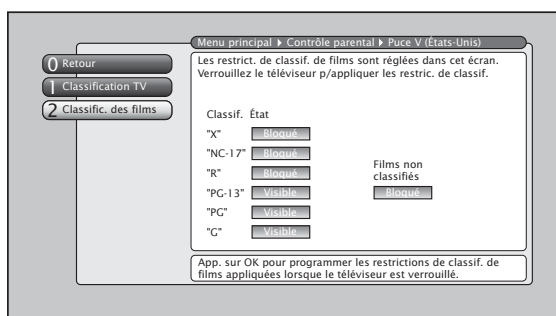 Menu principal Contrôle parental Puce V (États-Unis)
0 Retour
1 Classification TV
2 Classific. des films
Les restrict. de classif. de films sont réglées dans cet écran.
Verrouillez le téléviseur p/appliquer les restric. de classif.
Classif. État
"X" Bloqué
"NC-17" Bloqué
"R" Bloqué
"PG-13" Visible
"PG" Visible
"G" Visible
Films non
classifiés
Bloqué
App. sur OK pour programmer les restrictions de classif. de
films appliquées lorsque le téléviseur est verrouillé.